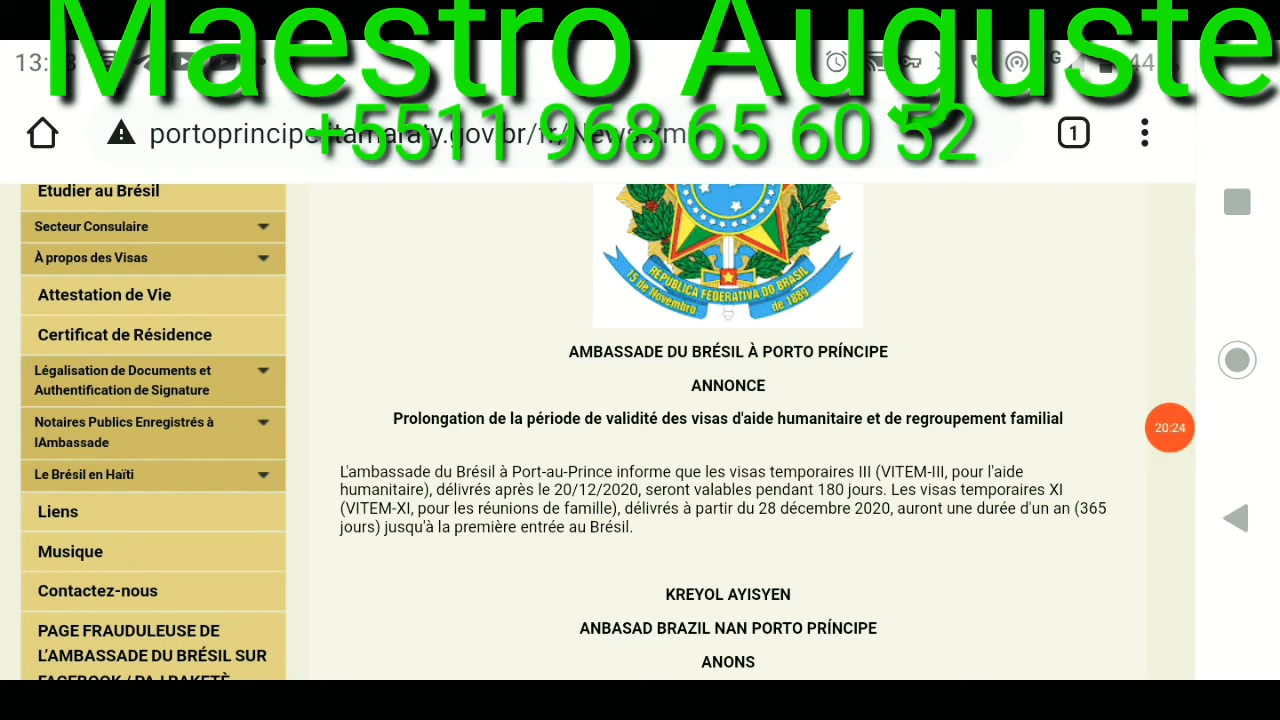 Maestro Auguste
+5511 968 65 60 52
1
Etudier au Brésil
Secteur Consulaire
À propos des Visas
Attestation de Vie
Certificat de Résidence
Légalisation de Documents et
Authentification de Signature
Notaires Publics Enregistrés à
lAmbassade
Le Brésil en Haïti
Liens
Musique
Contactez-nous
PAGE FRAUDULEUSE DE
L'AMBASSADE DU BRÉSIL SUR
REPUBLICA FEDERATIVA DO BRASIL
15 de Novembro
de 1889
AMBASSADE DU BRÉSIL À PORTO PRÍNCIPE
ANNONCE
Prolongation de la période de validité des visas d'aide humanitaire et de regroupement familial
L'ambassade du Brésil à Port-au-Prince informe que les visas temporaires III (VITEM-III, pour l'aide
humanitaire), délivrés après le 20/12/2020, seront valables pendant 180 jours. Les visas temporaires XI
(VITEM-XI, pour les réunions de famille), délivrés à partir du 28 décembre 2020, auront une durée d'un an (365
jours) jusqu'à la première entrée au Brésil.
KREYOL AYISYEN
ANBASAD BRAZIL NAN PORTO PRÍNCIPE
ANONS
20:24